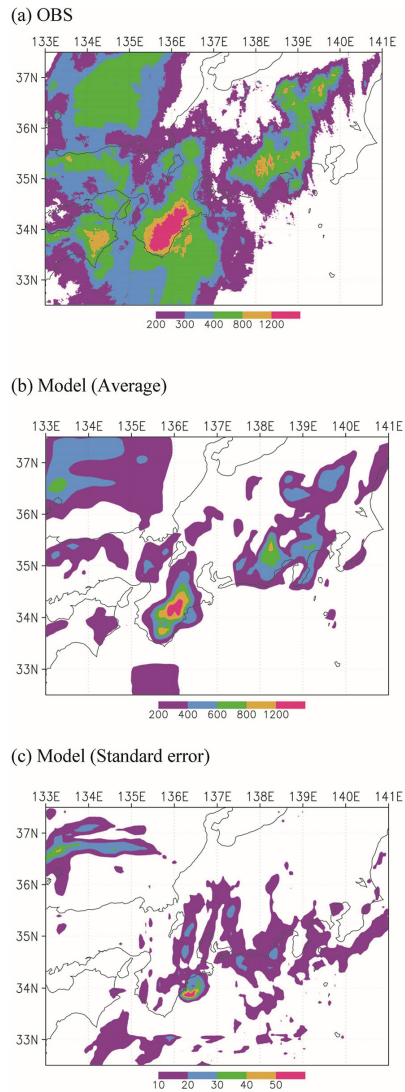 (a) OBS
133E 134E 135E 136E 137E 138E 139E 140E 141E
37N
36N
35N
34N
33N
200 300 400 800 1200
(b) Model (Average)
133E 134E 135E 136E 137E 138E 139E 140E 141E
37N
36N
35N
34N
33N
200 400 600 800 1200
(c) Model (Standard error)
133E 134E 135E 136E 137E 138E 139E 140E 141E
37N
36N
35N
34N
33N
10 20 30 40 50